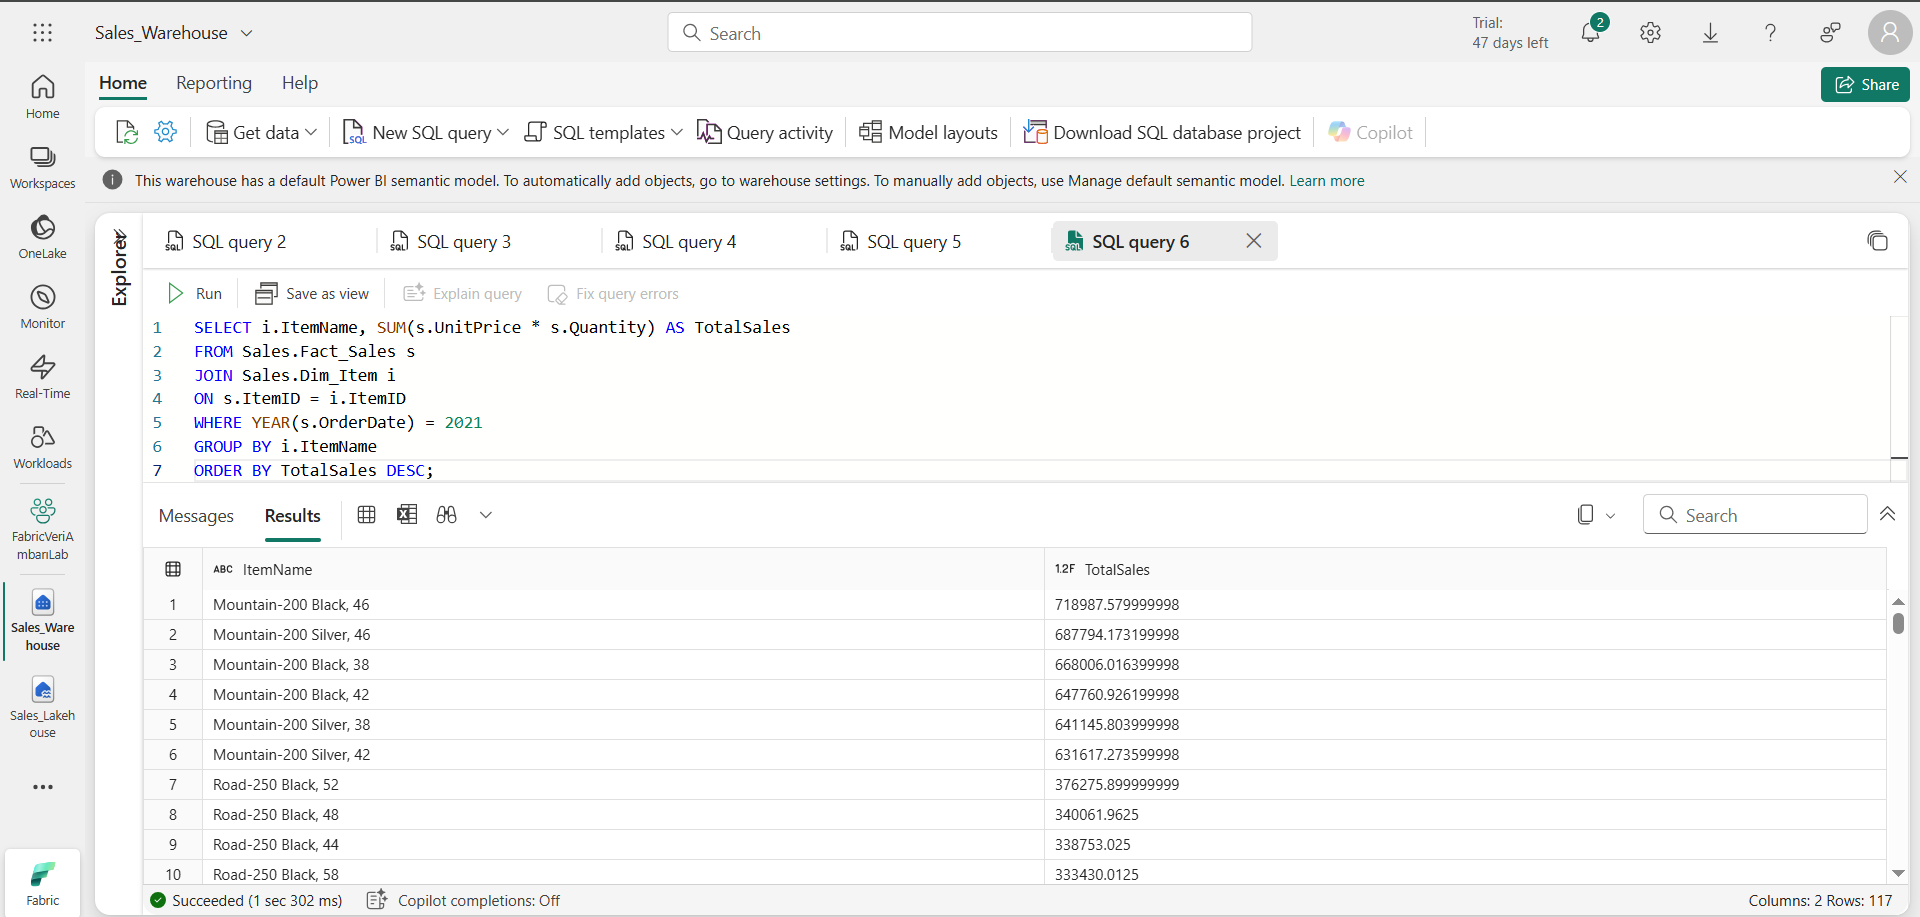 Sales_Warehouse
Search
Trial:
47 days left
2
Home
Reporting
Help
Share
Get data
New SQL query
SQL templates
Query activity
Model layouts
Download SQL database project
Copilot
This warehouse has a default Power BI semantic model. To automatically add objects, go to warehouse settings. To manually add objects, use Manage default semantic model. Learn more
Home
Workspaces
OneLake
Monitor
Real-Time
Workloads
FabricVeriA
mbarıLab
Sales_Ware
house
Sales_Lakeh
ouse
Fabric
Explorer
SQL query 2
SQL query 3
SQL query 4
SQL query 5
SQL query 6
Run
Save as view
Explain query
Fix query errors
1 SELECT i.ItemName, SUM(s.UnitPrice * s.Quantity) AS TotalSales
2 FROM Sales.Fact_Sales s
3 JOIN Sales.Dim_Item i
4 ON s.ItemID = i.ItemID
5 WHERE YEAR(s.OrderDate) = 2021
6 GROUP BY i.ItemName
7 ORDER BY TotalSales DESC;
Messages
Results
Search
ABC ItemName 1.2F TotalSales
1 Mountain-200 Black, 46 718987.579999998
2 Mountain-200 Silver, 46 687794.173199998
3 Mountain-200 Black, 38 668006.016399998
4 Mountain-200 Black, 42 647760.926199998
5 Mountain-200 Silver, 38 641145.803999998
6 Mountain-200 Silver, 42 631617.273599998
7 Road-250 Black, 52 376275.899999999
8 Road-250 Black, 48 340061.9625
9 Road-250 Black, 44 338753.025
10 Road-250 Black, 58 333430.0125
Succeeded (1 sec 302 ms)
Copilot completions: Off
Columns: 2 Rows: 117